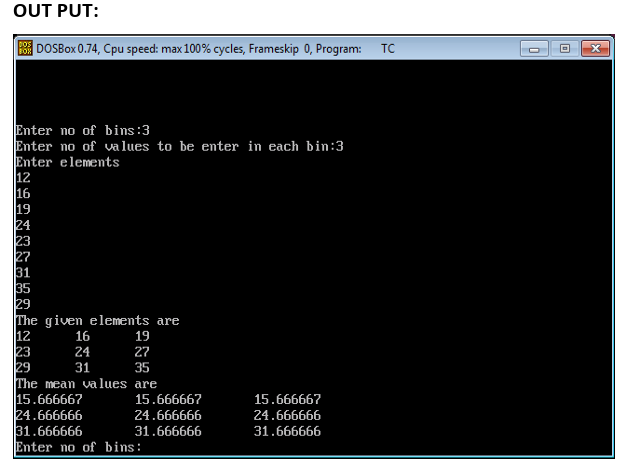 OUT PUT:
DOSBox 0.74, Cpu speed: max 100% cycles, Frameskip 0, Program: TC
Enter no of bins:3
Enter no of values to be enter in each bin:3
Enter elements
12
16
19
24
23
27
31
35
29
The given elements are
12 16 19
23 24 27
29 31 35
The mean values are
15.666667 15.666667 15.666667
24.666666 24.666666 24.666666
31.666666 31.666666 31.666666
Enter no of bins: